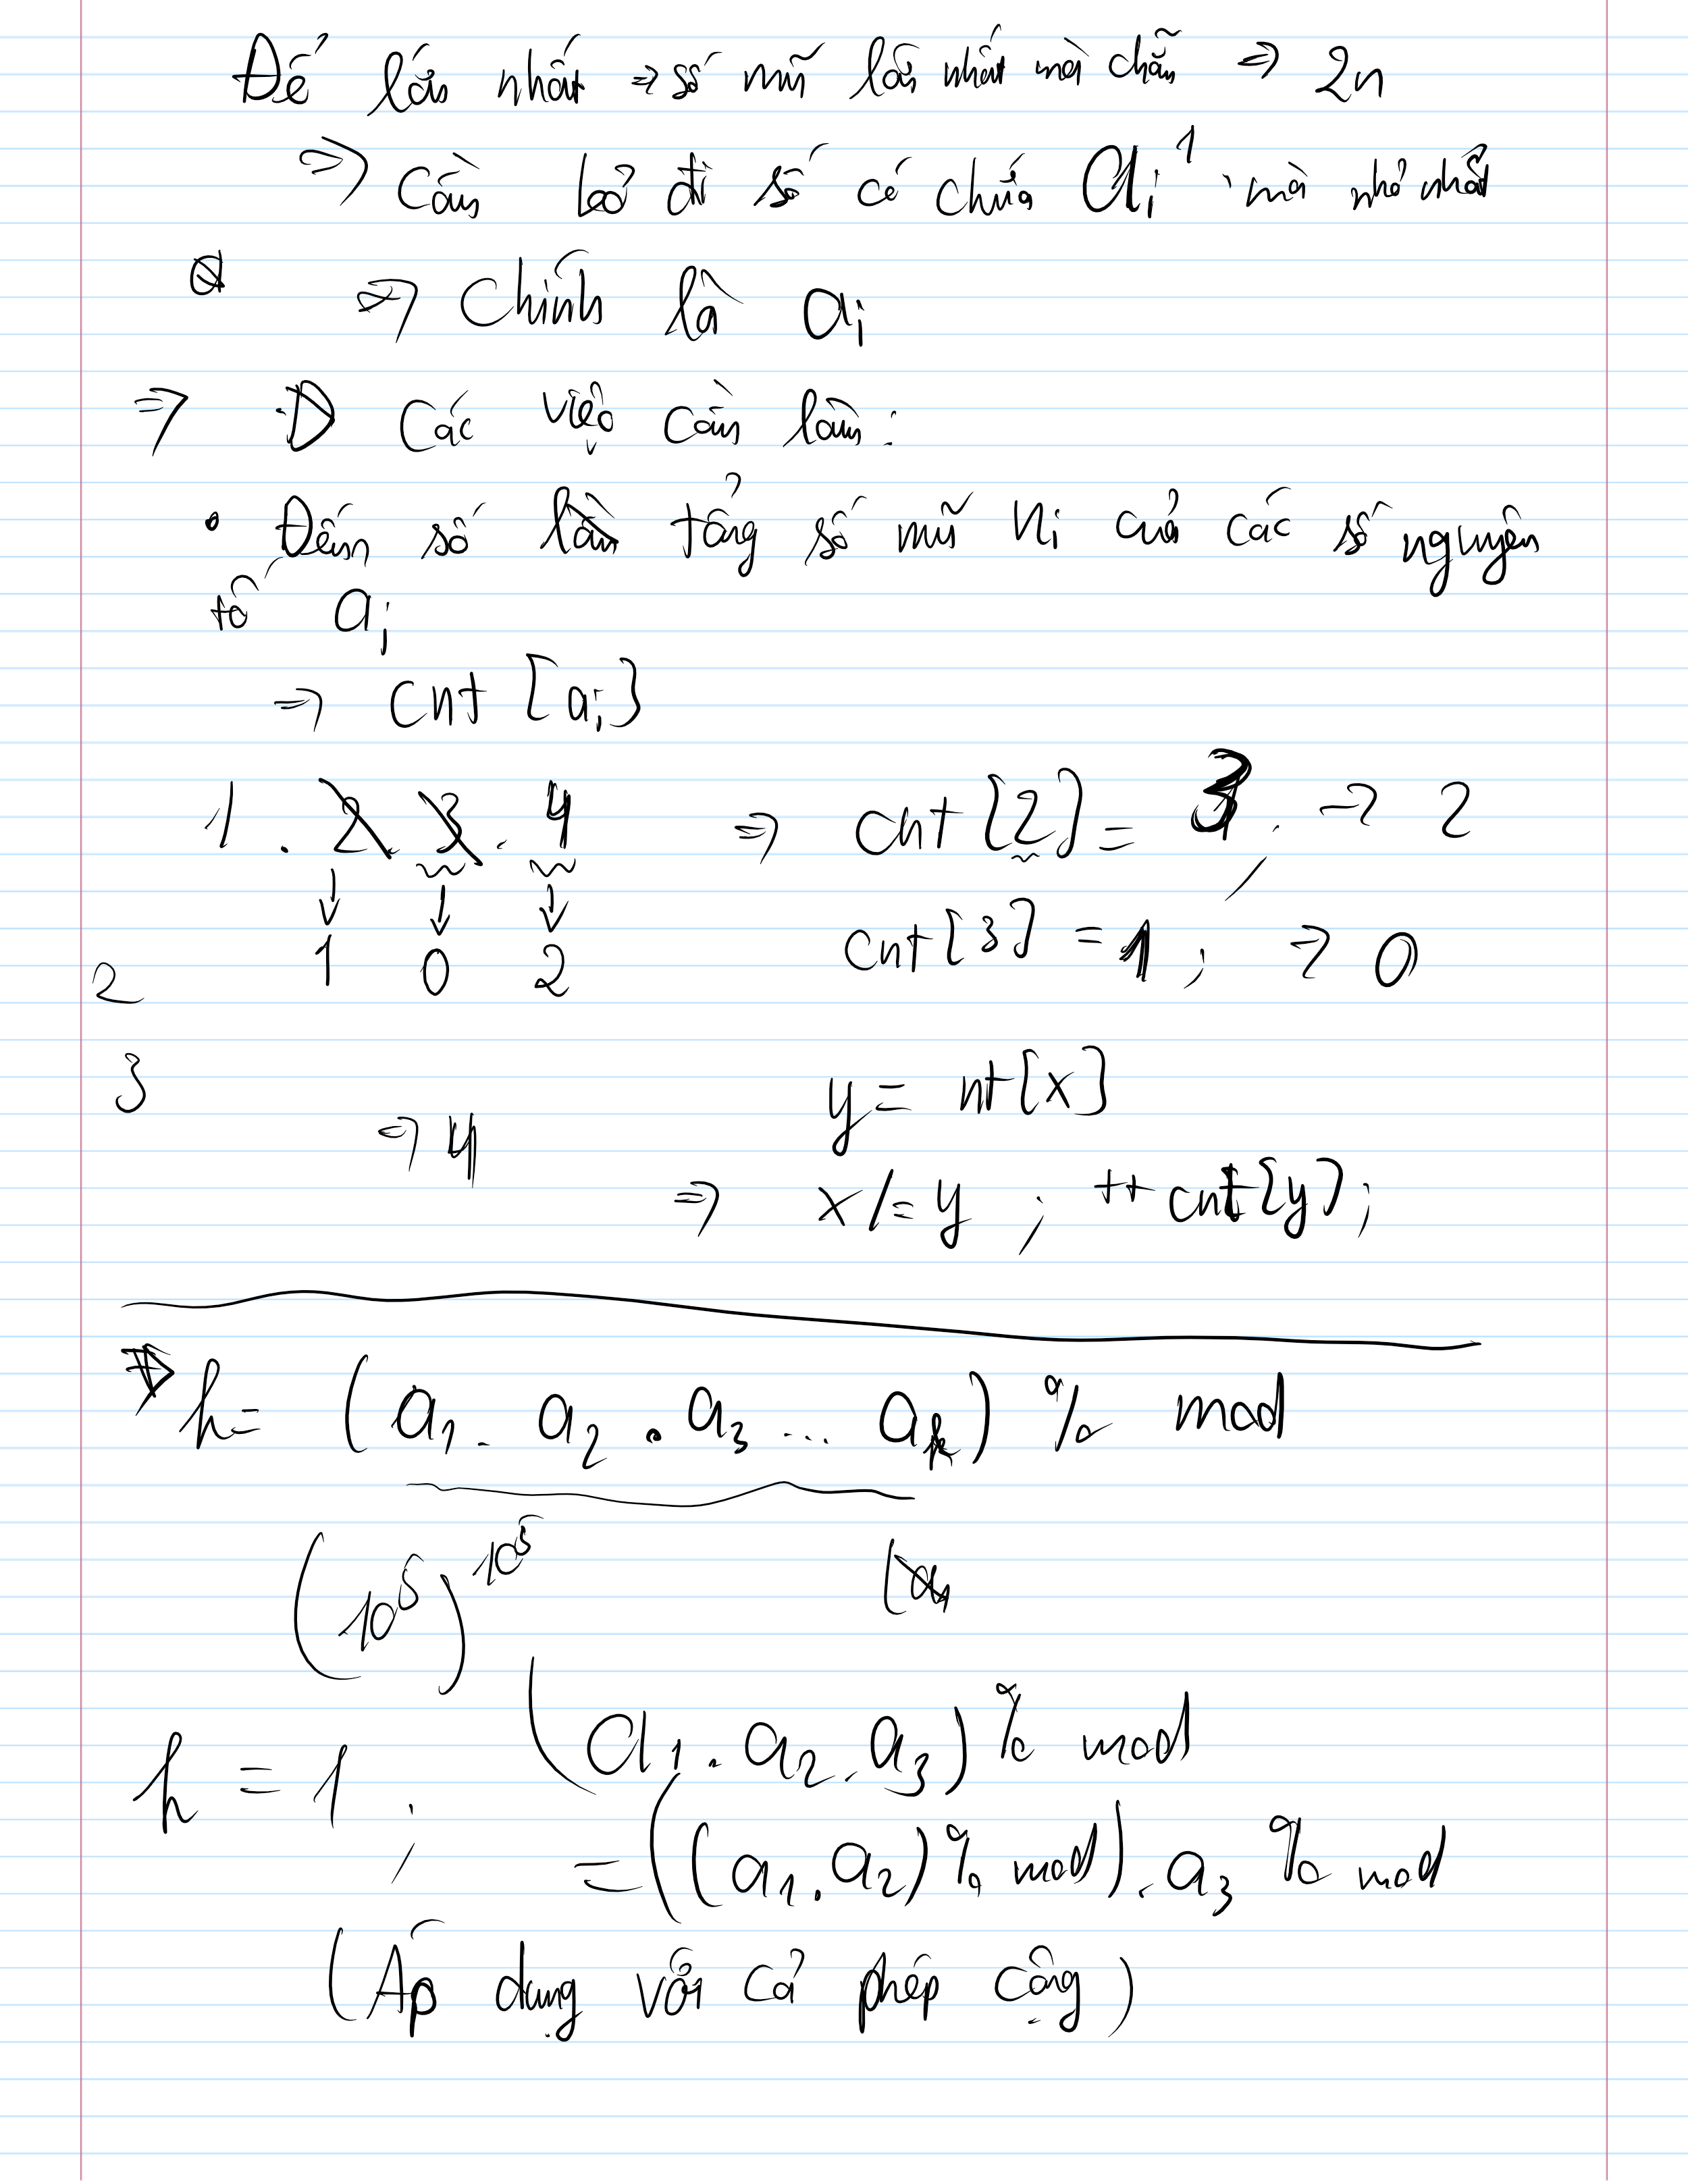 Để lớn nhất => số mũ lớn nhất mà chẵn => 2n
=> Cần loại đi số có chứa a_i^1 mà nhỏ nhất
=> Chính là a_i
=> Các việc cần làm:
• Đếm số lần tổng số mũ n_i của các số nguyên
tố a_i
=> cnt [a_i]
1 . 2 . 3 . 4 => cnt [2] = 3, -> 2
↓ ↓ ↓
cnt [3] = 1; -> 0
2 1 0 2
3 y = nt[x]
=> 4
=> x /= y ; ++cnt[y];
h = (a_1 . a_2 . a_3 ... a_k) % mod
(10^5)^10^5 (a_1
(a_1 . a_2 . a_3) % mod
h = 1 ;
= ((a_1 . a_2) % mod) . a_3 % mod
(Áp dụng với cả phép cộng)